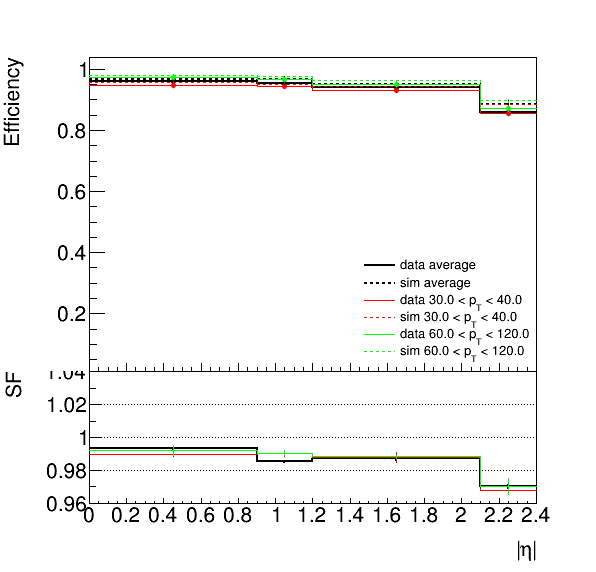 Efficiency
1
0.8
0.6
0.4
0.2
data average
sim average
data 30.0 < p_T < 40.0
sim 30.0 < p_T < 40.0
data 60.0 < p_T < 120.0
sim 60.0 < p_T < 120.0
SF
1.04
1.02
1
0.98
0.96
0 0.2 0.4 0.6 0.8 1 1.2 1.4 1.6 1.8 2 2.2 2.4
|η|